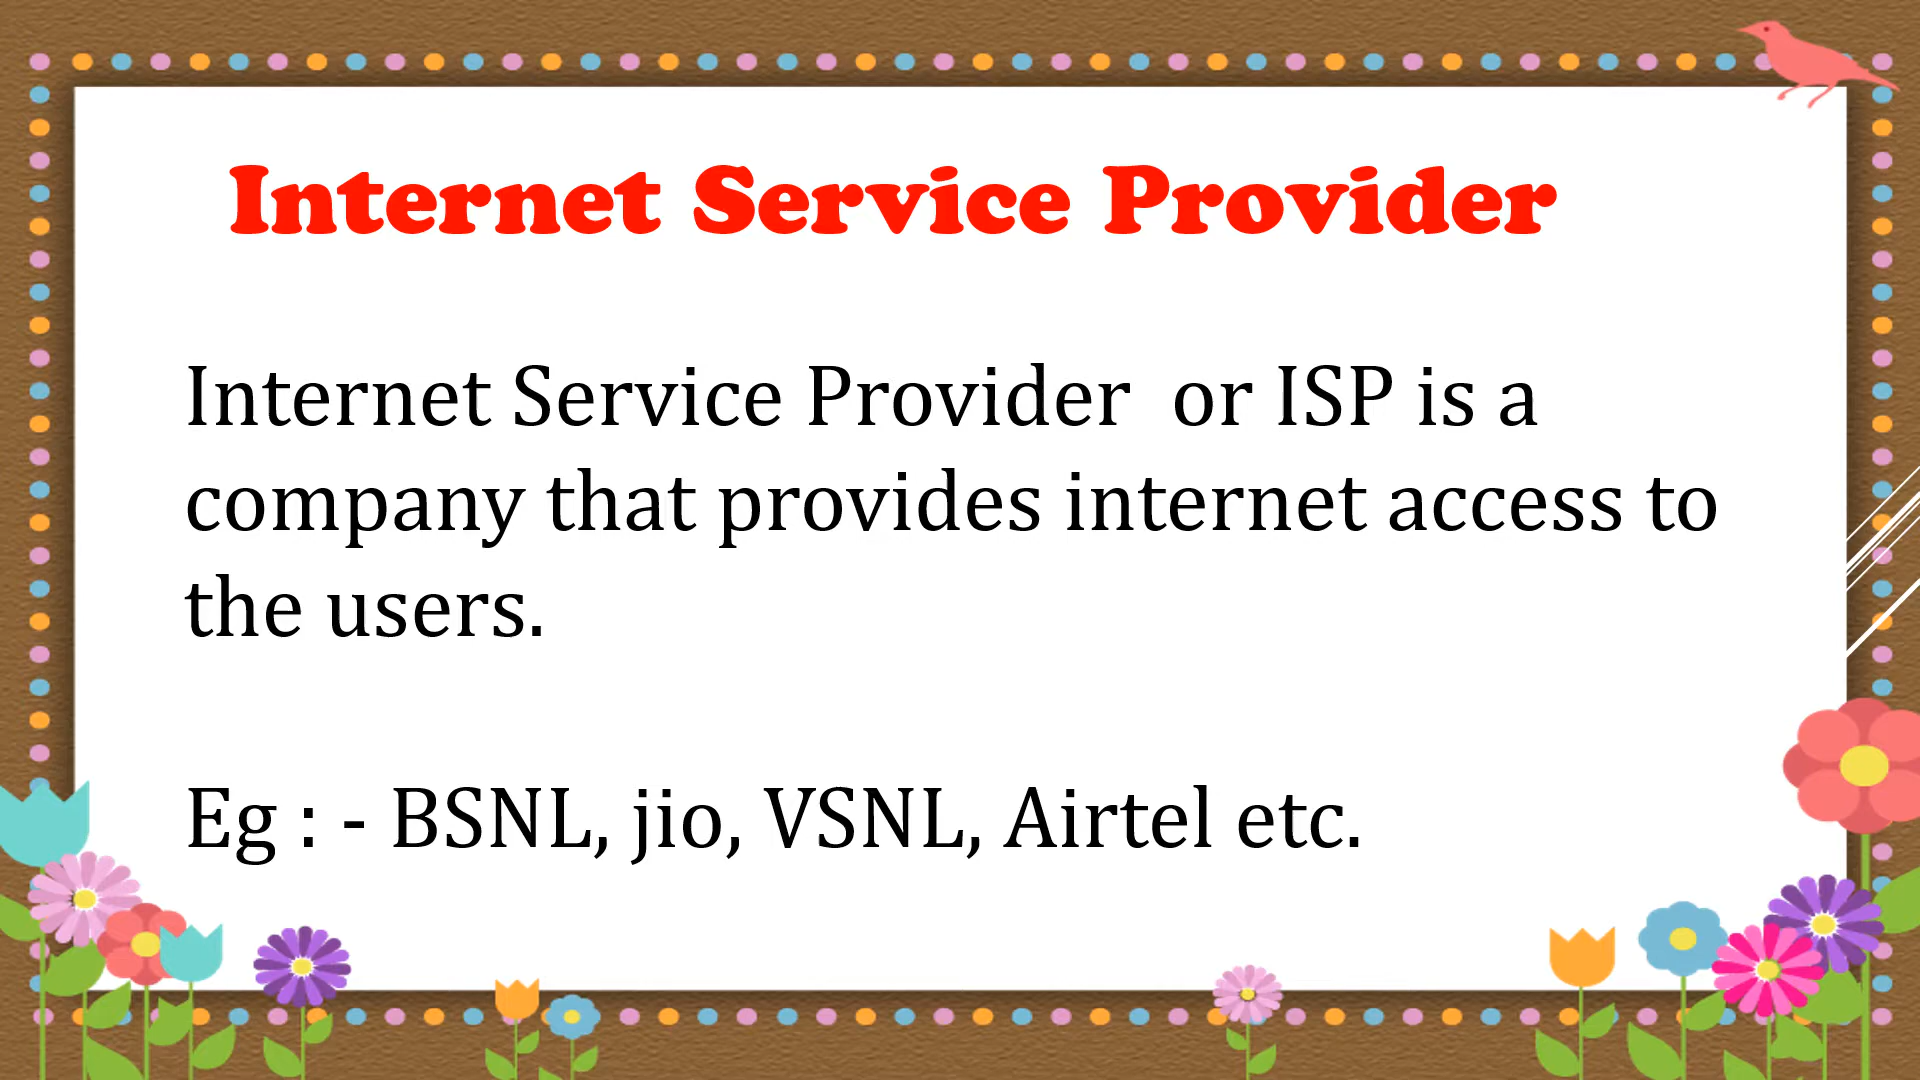 Internet Service Provider
Internet Service Provider  or ISP is a
company that provides internet access to
the users.
Eg : - BSNL, jio, VSNL, Airtel etc.